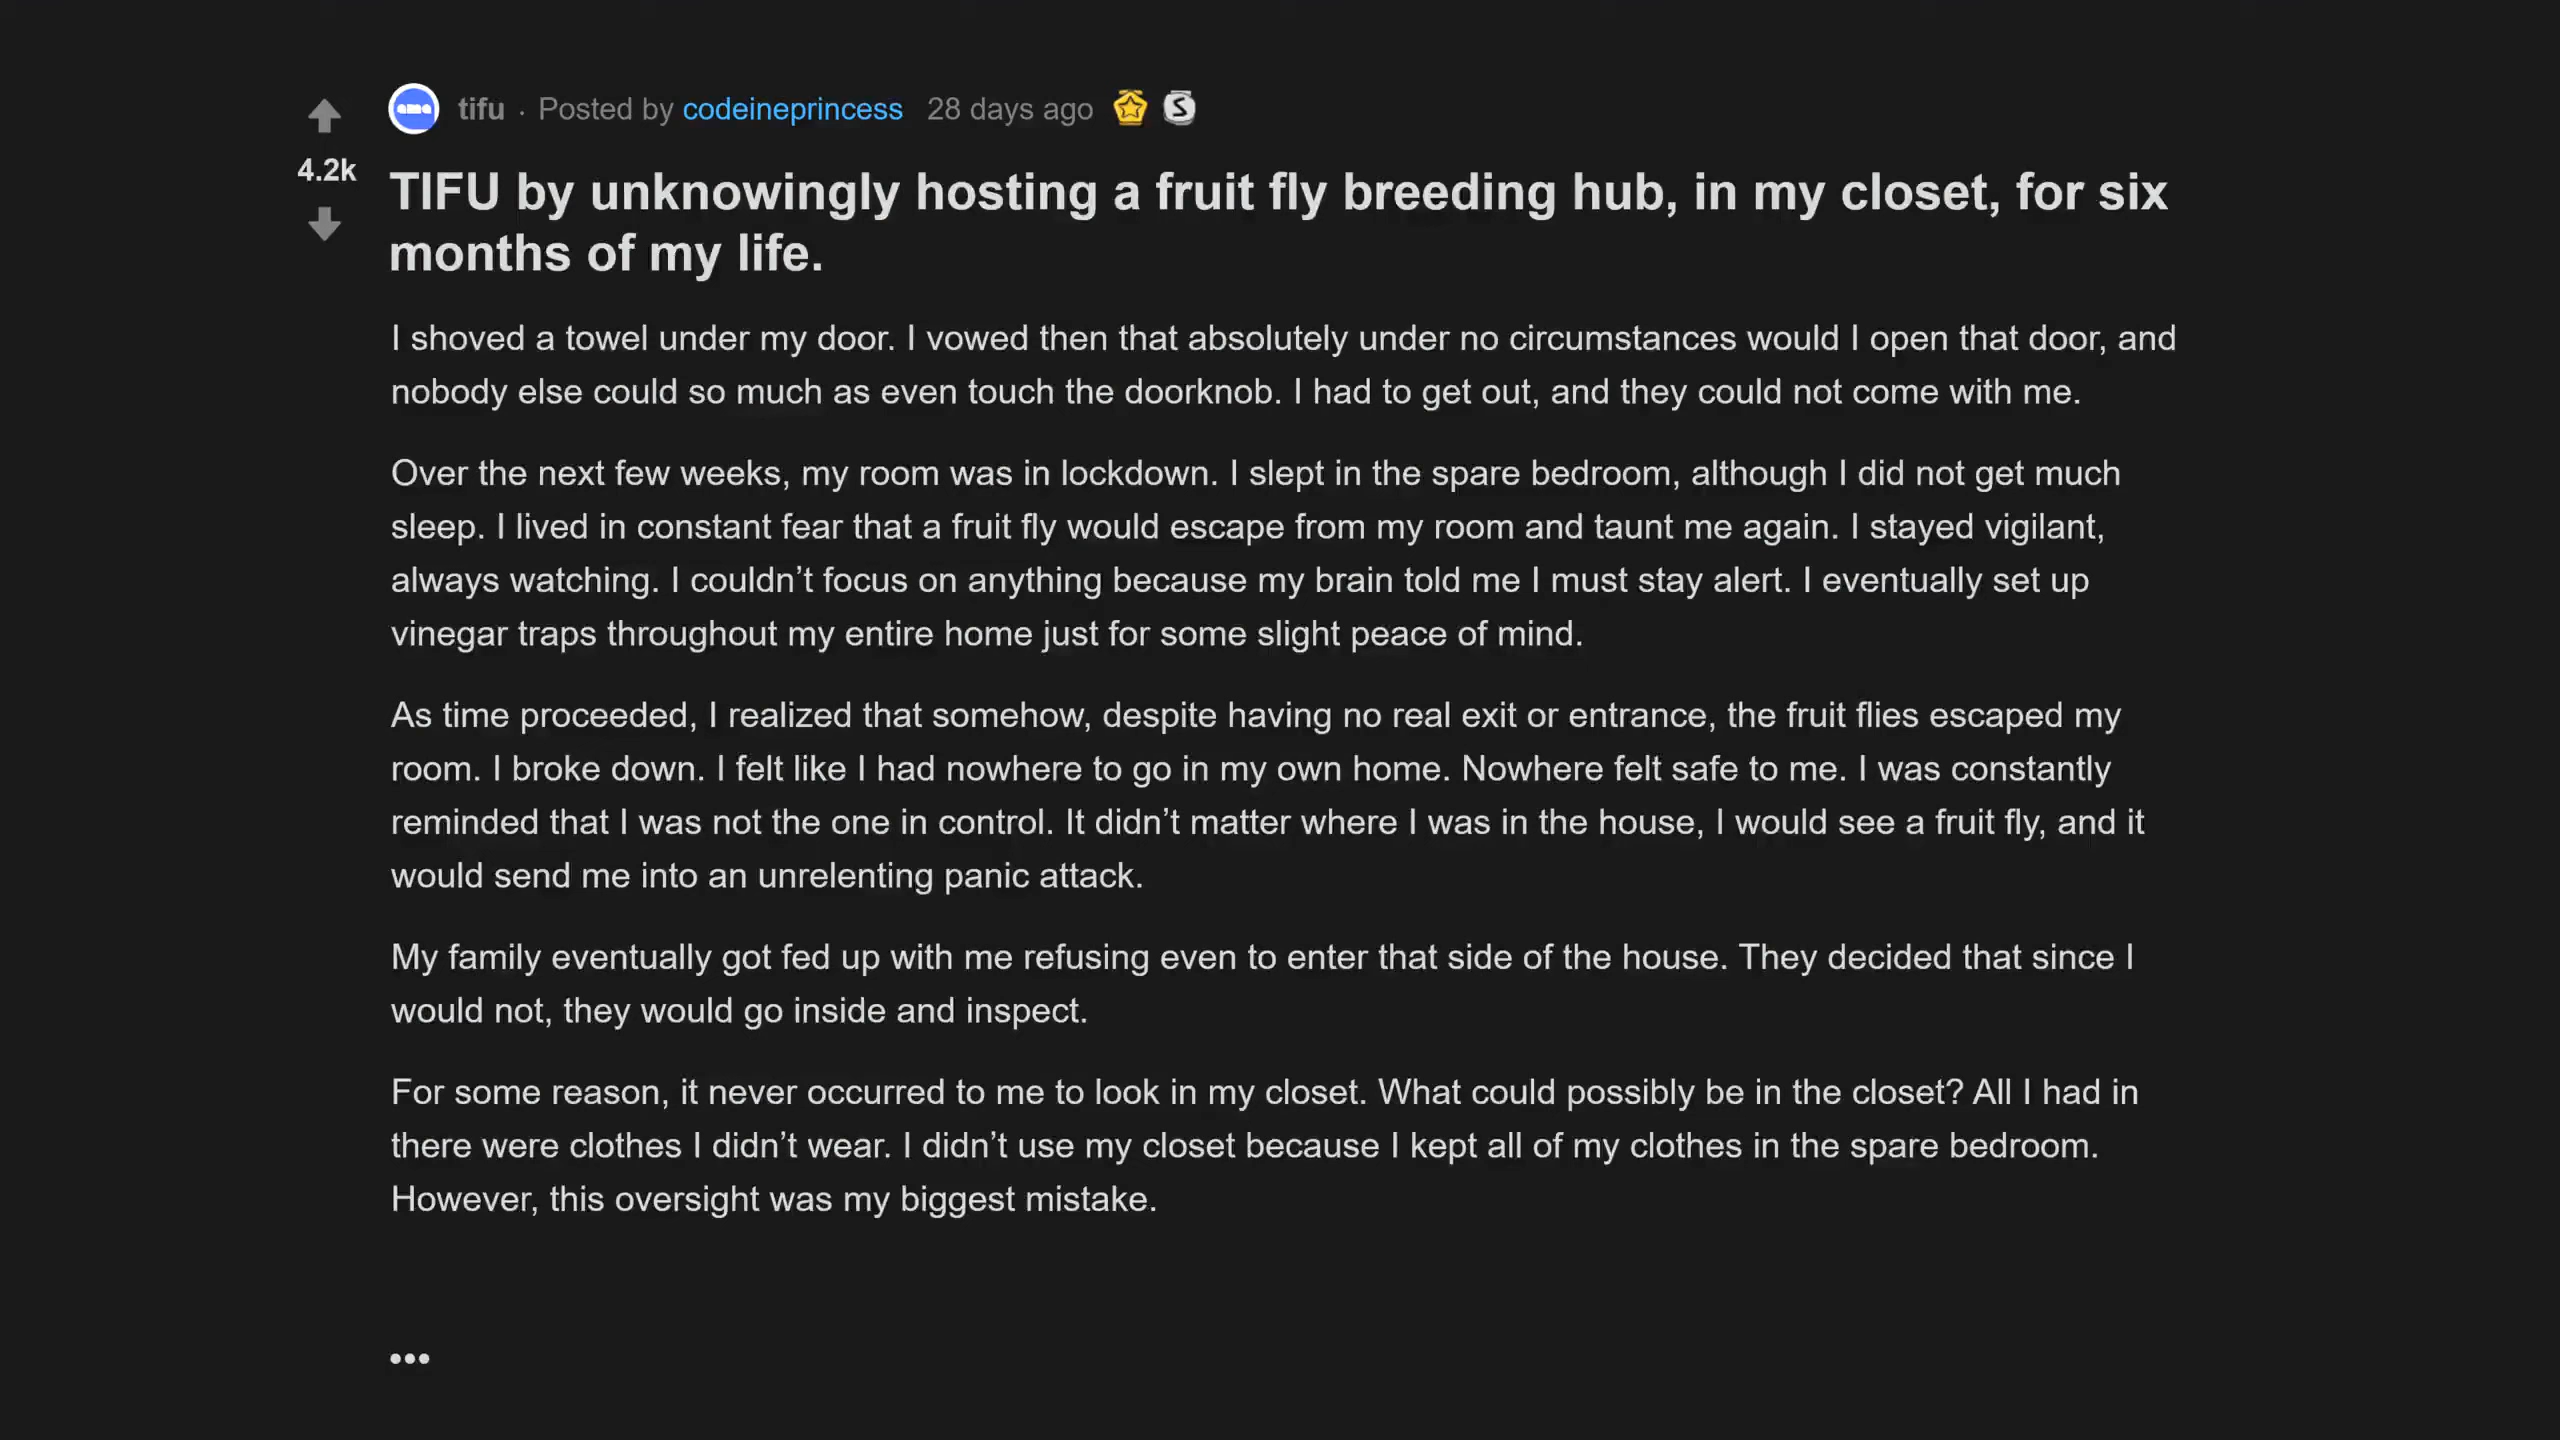 ama tifu · Posted by codeineprincess 28 days ago S
4.2k
TIFU by unknowingly hosting a fruit fly breeding hub, in my closet, for six
months of my life.
I shoved a towel under my door. I vowed then that absolutely under no circumstances would I open that door, and
nobody else could so much as even touch the doorknob. I had to get out, and they could not come with me.
Over the next few weeks, my room was in lockdown. I slept in the spare bedroom, although I did not get much
sleep. I lived in constant fear that a fruit fly would escape from my room and taunt me again. I stayed vigilant,
always watching. I couldn’t focus on anything because my brain told me I must stay alert. I eventually set up
vinegar traps throughout my entire home just for some slight peace of mind.
As time proceeded, I realized that somehow, despite having no real exit or entrance, the fruit flies escaped my
room. I broke down. I felt like I had nowhere to go in my own home. Nowhere felt safe to me. I was constantly
reminded that I was not the one in control. It didn’t matter where I was in the house, I would see a fruit fly, and it
would send me into an unrelenting panic attack.
My family eventually got fed up with me refusing even to enter that side of the house. They decided that since I
would not, they would go inside and inspect.
For some reason, it never occurred to me to look in my closet. What could possibly be in the closet? All I had in
there were clothes I didn’t wear. I didn’t use my closet because I kept all of my clothes in the spare bedroom.
However, this oversight was my biggest mistake.
•••